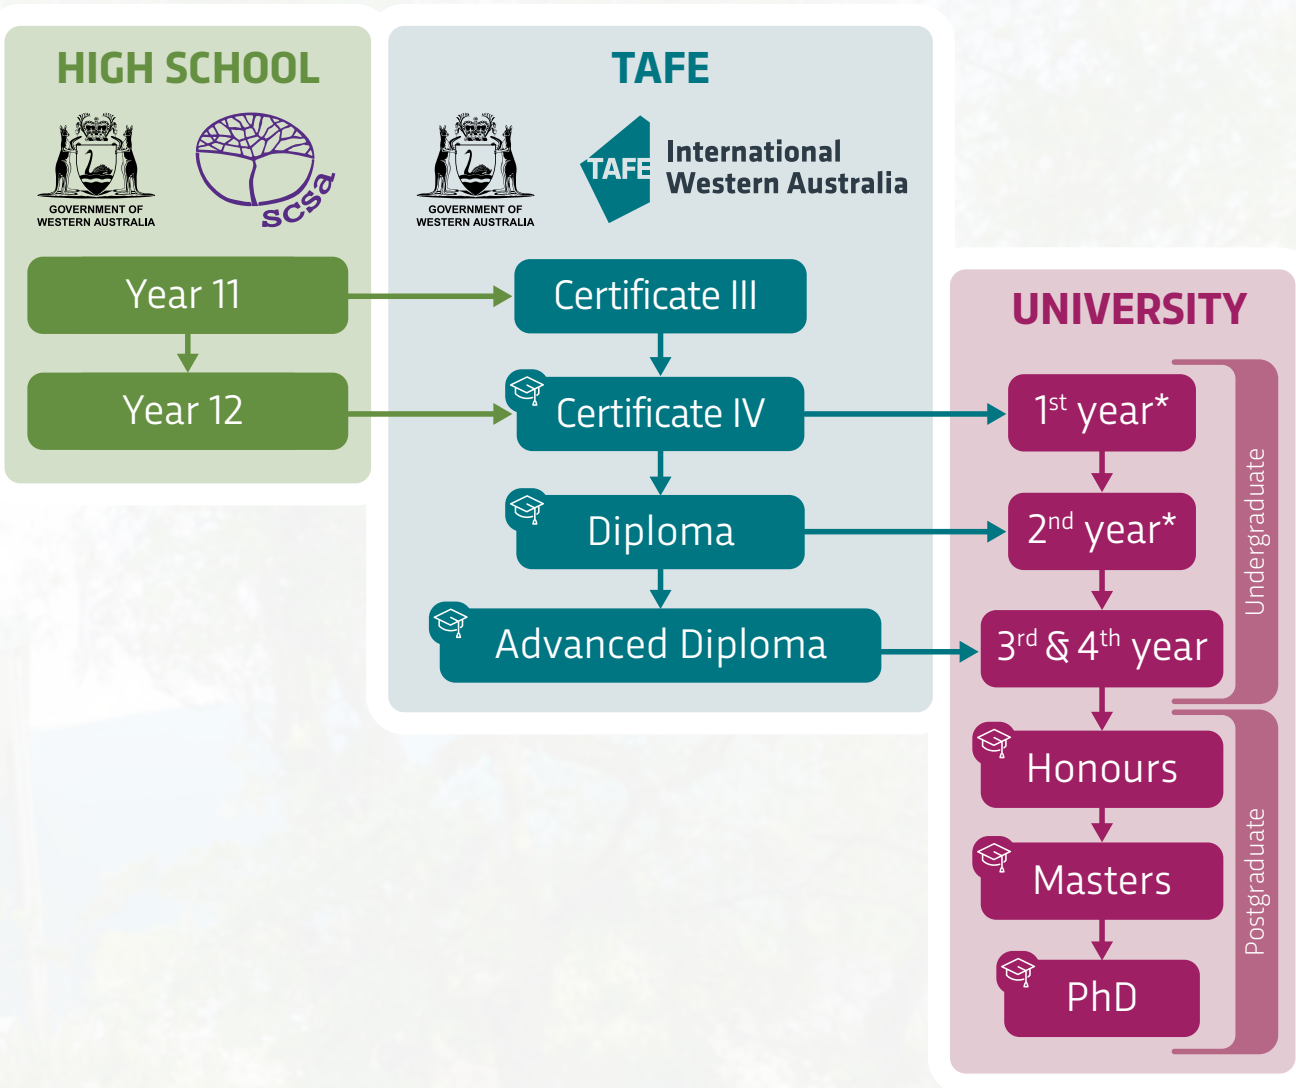 HIGH SCHOOL
GOVERNMENT OF
WESTERN AUSTRALIA
scsa
Year 11
Year 12
TAFE
GOVERNMENT OF
WESTERN AUSTRALIA
TAFE
International
Western Australia
Certificate III
Certificate IV
Diploma
Advanced Diploma
UNIVERSITY
1st year*
2nd year*
3rd & 4th year
Undergraduate
Honours
Masters
PhD
Postgraduate